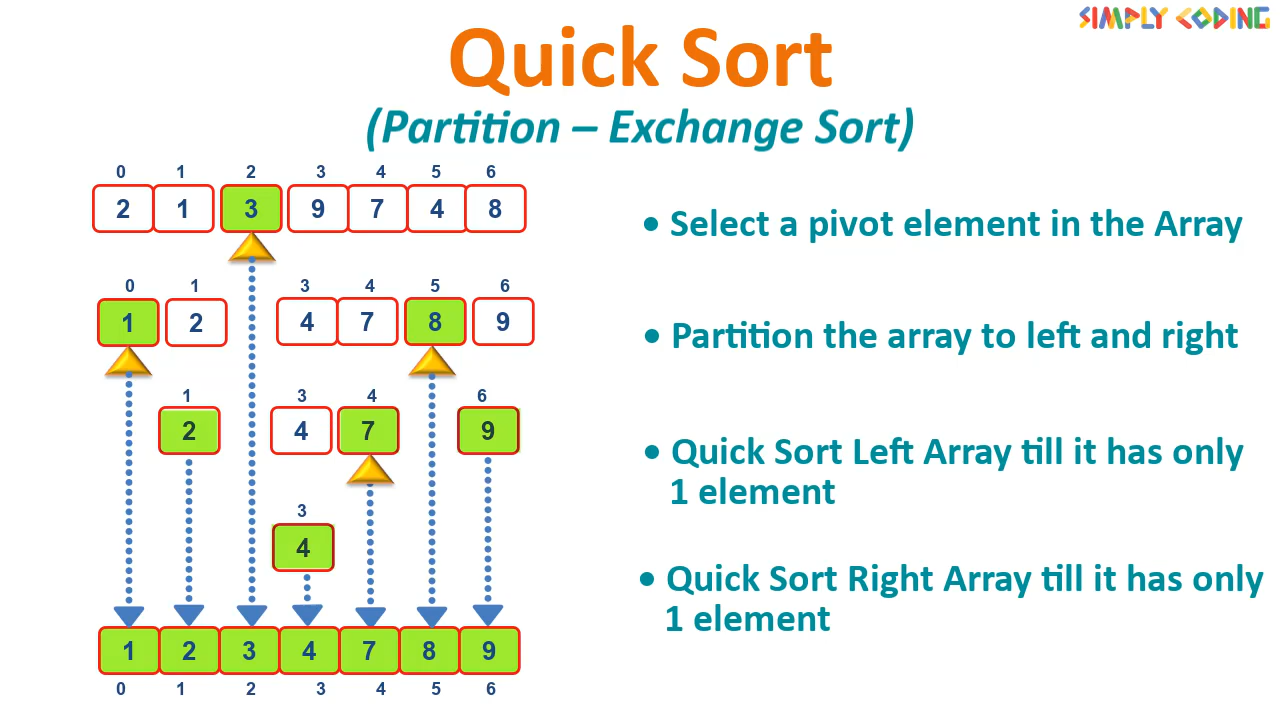 SIMPLY CODING
Quick Sort
(Partition – Exchange Sort)
0 1 2 3 4 5 6
2 1 3 9 7 4 8
• Select a pivot element in the Array
0 1 3 4 5 6
1 2 4 7 8 9
• Partition the array to left and right
1 3 4 6
2 4 7 9
• Quick Sort Left Array till it has only
1 element
3
4
• Quick Sort Right Array till it has only
1 element
1 2 3 4 7 8 9
0 1 2 3 4 5 6